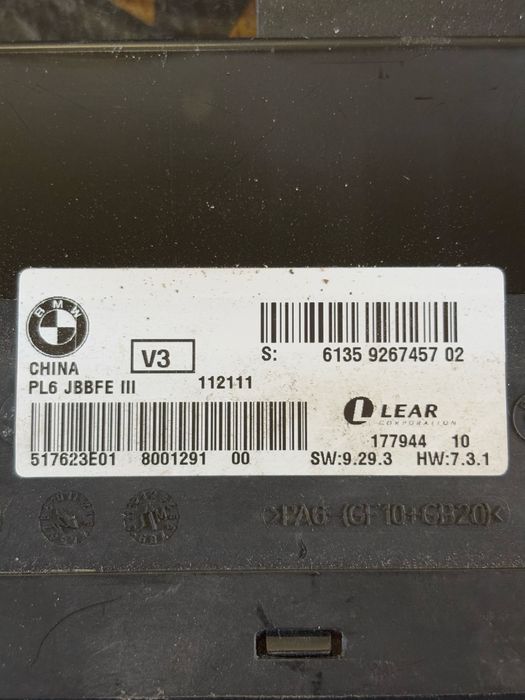 BMW
CHINA
V3
S: 6135 9267457 02
PL6 JBBFE III 112111
LEAR
CORPORATION
177944 10
517623E01 8001291 00 SW:9.29.3 HW:7.3.1
>PA6-(GF10+GB20)<